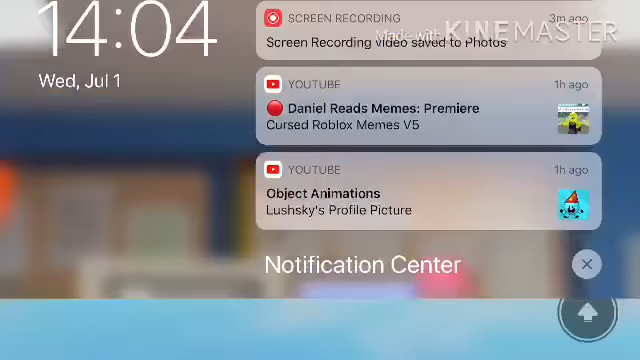 14:04
Wed, Jul 1
SCREEN RECORDING
3m ago
Screen Recording video saved to Photos
Made with KINEMASTER
YOUTUBE
1h ago
🔴 Daniel Reads Memes: Premiere
Cursed Roblox Memes V5
YOUTUBE
1h ago
Object Animations
Lushsky's Profile Picture
Notification Center